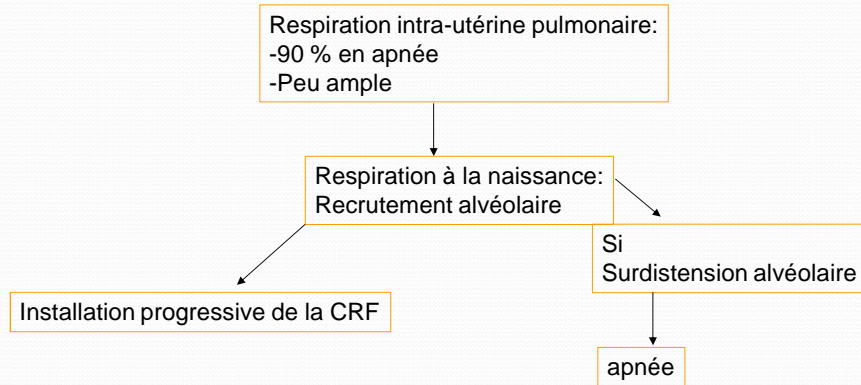 Respiration intra-utérine pulmonaire:
-90 % en apnée
-Peu ample
Respiration à la naissance:
Recrutement alvéolaire
Si
Surdistension alvéolaire
Installation progressive de la CRF
apnée